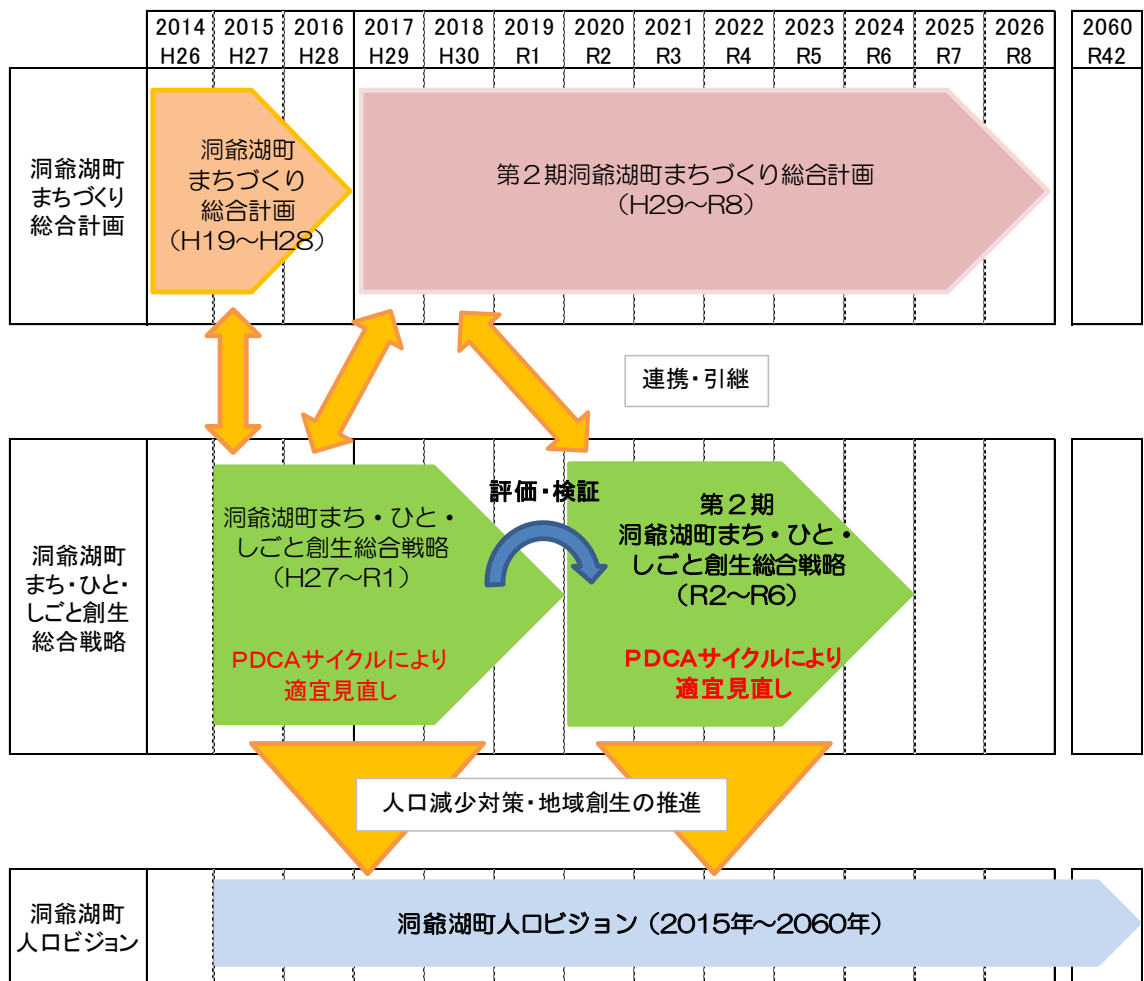 2014 2015 2016 2017 2018 2019 2020 2021 2022 2023 2024 2025 2026 2060
H26 H27 H28 H29 H30 R1 R2 R3 R4 R5 R6 R7 R8 R42
洞爺湖町
まちづくり
総合計画
洞爺湖町
まちづくり
総合計画
（H19～H28）
第2期洞爺湖町まちづくり総合計画
（H29～R8）
連携・引継
洞爺湖町
まち・ひと・
しごと創生
総合戦略
洞爺湖町まち・ひと・
しごと創生総合戦略
（H27～R1）
PDCAサイクルにより
適宜見直し
評価・検証
第2期
洞爺湖町まち・ひと・
しごと創生総合戦略
（R2～R6）
PDCAサイクルにより
適宜見直し
人口減少対策・地域創生の推進
洞爺湖町
人口ビジョン
洞爺湖町人口ビジョン（2015年～2060年）